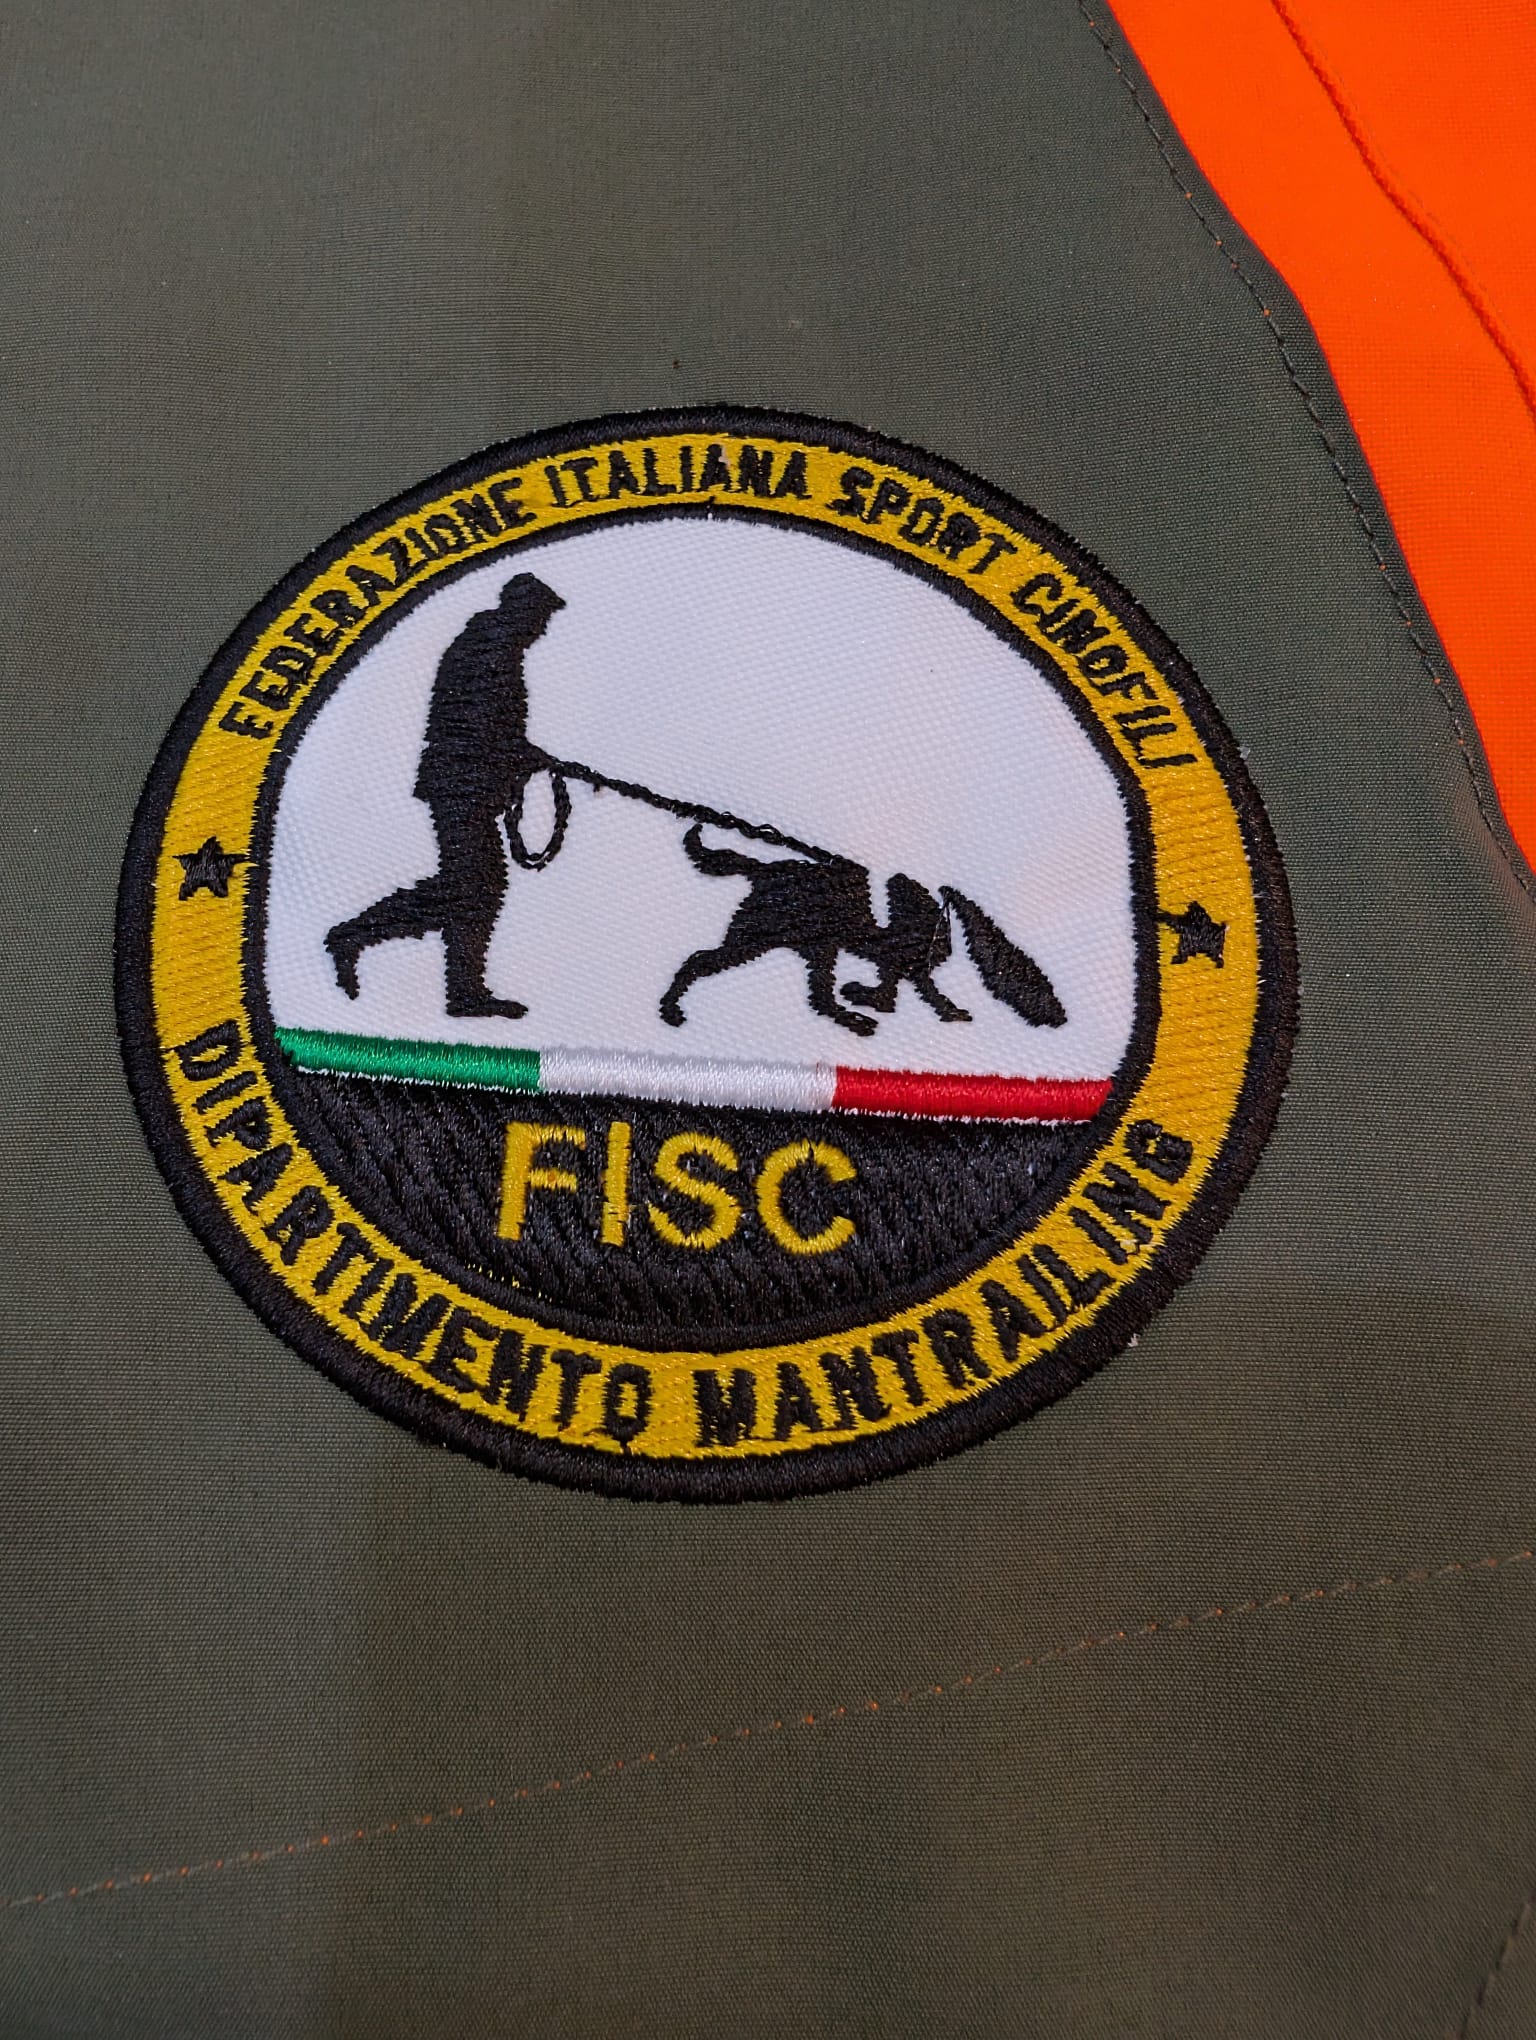 FEDERAZIONE ITALIANA SPORT CINOFILI
FISC
DIPARTIMENTO MANTRAILING